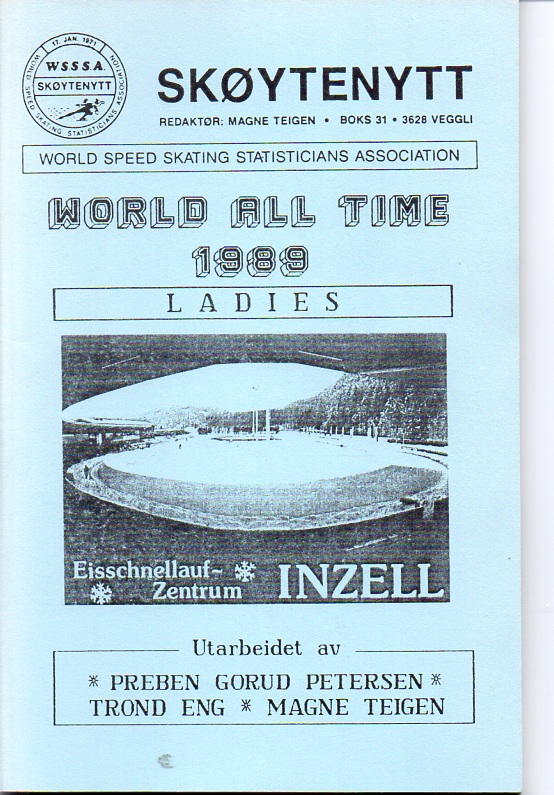 17. JAN. 1971
W S S S A
SKØYTENYTT
WORLD SPEED SKATING STATISTICIANS ASSOCIATION
SKØYTENYTT
REDAKTØR: MAGNE TEIGEN • BOKS 31 • 3628 VEGGLI
WORLD SPEED SKATING STATISTICIANS ASSOCIATION
WORLD ALL TIME
1989
LADIES
Eisschnellauf-
Zentrum INZELL
Utarbeidet av
* PREBEN GORUD PETERSEN *
TROND ENG * MAGNE TEIGEN